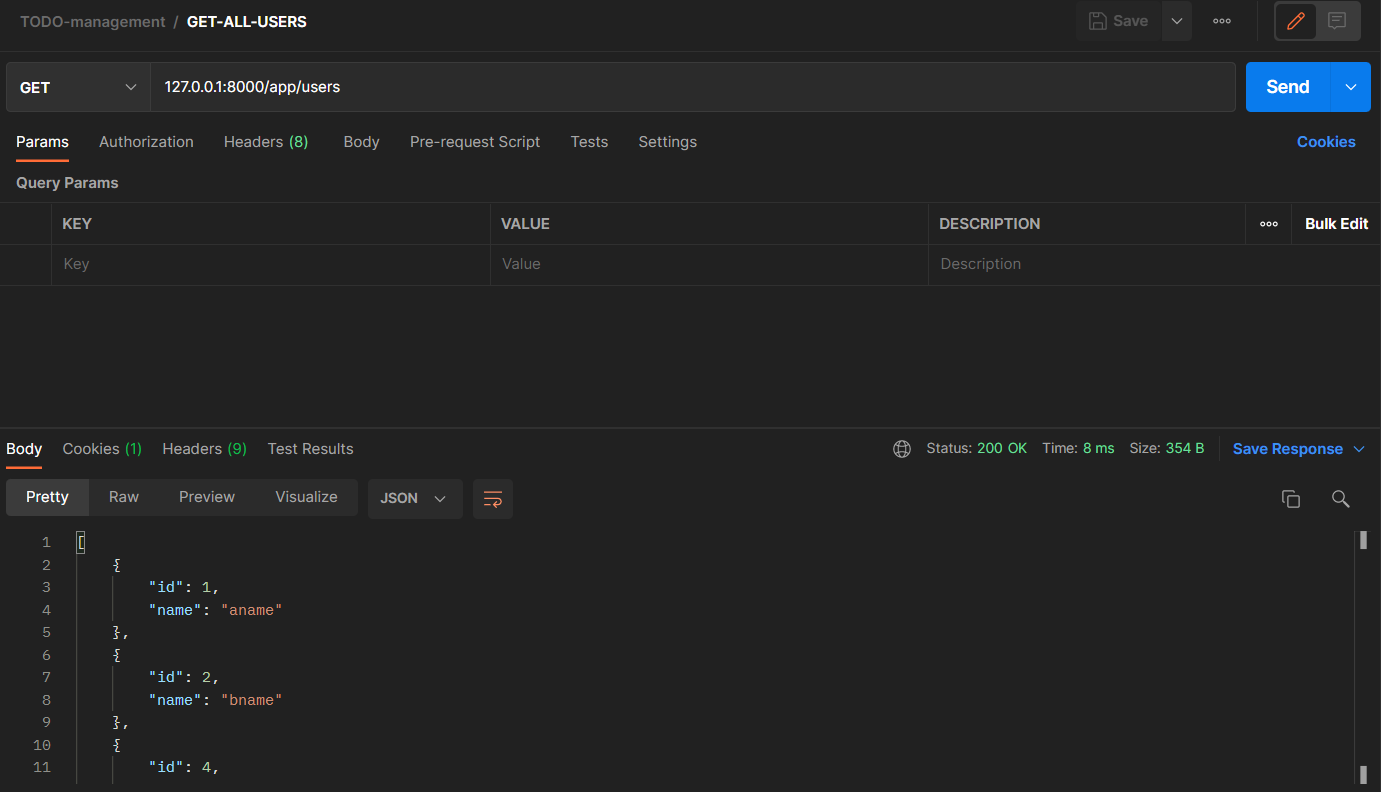 TODO-management / GET-ALL-USERS
Save
GET 127.0.0.1:8000/app/users Send
Params Authorization Headers (8) Body Pre-request Script Tests Settings Cookies
Query Params
KEY VALUE DESCRIPTION Bulk Edit
Key Value Description
Body Cookies (1) Headers (9) Test Results Status: 200 OK Time: 8 ms Size: 354 B Save Response
Pretty Raw Preview Visualize JSON
1 [
2 {
3 "id": 1,
4 "name": "aname"
5 },
6 {
7 "id": 2,
8 "name": "bname"
9 },
10 {
11 "id": 4,